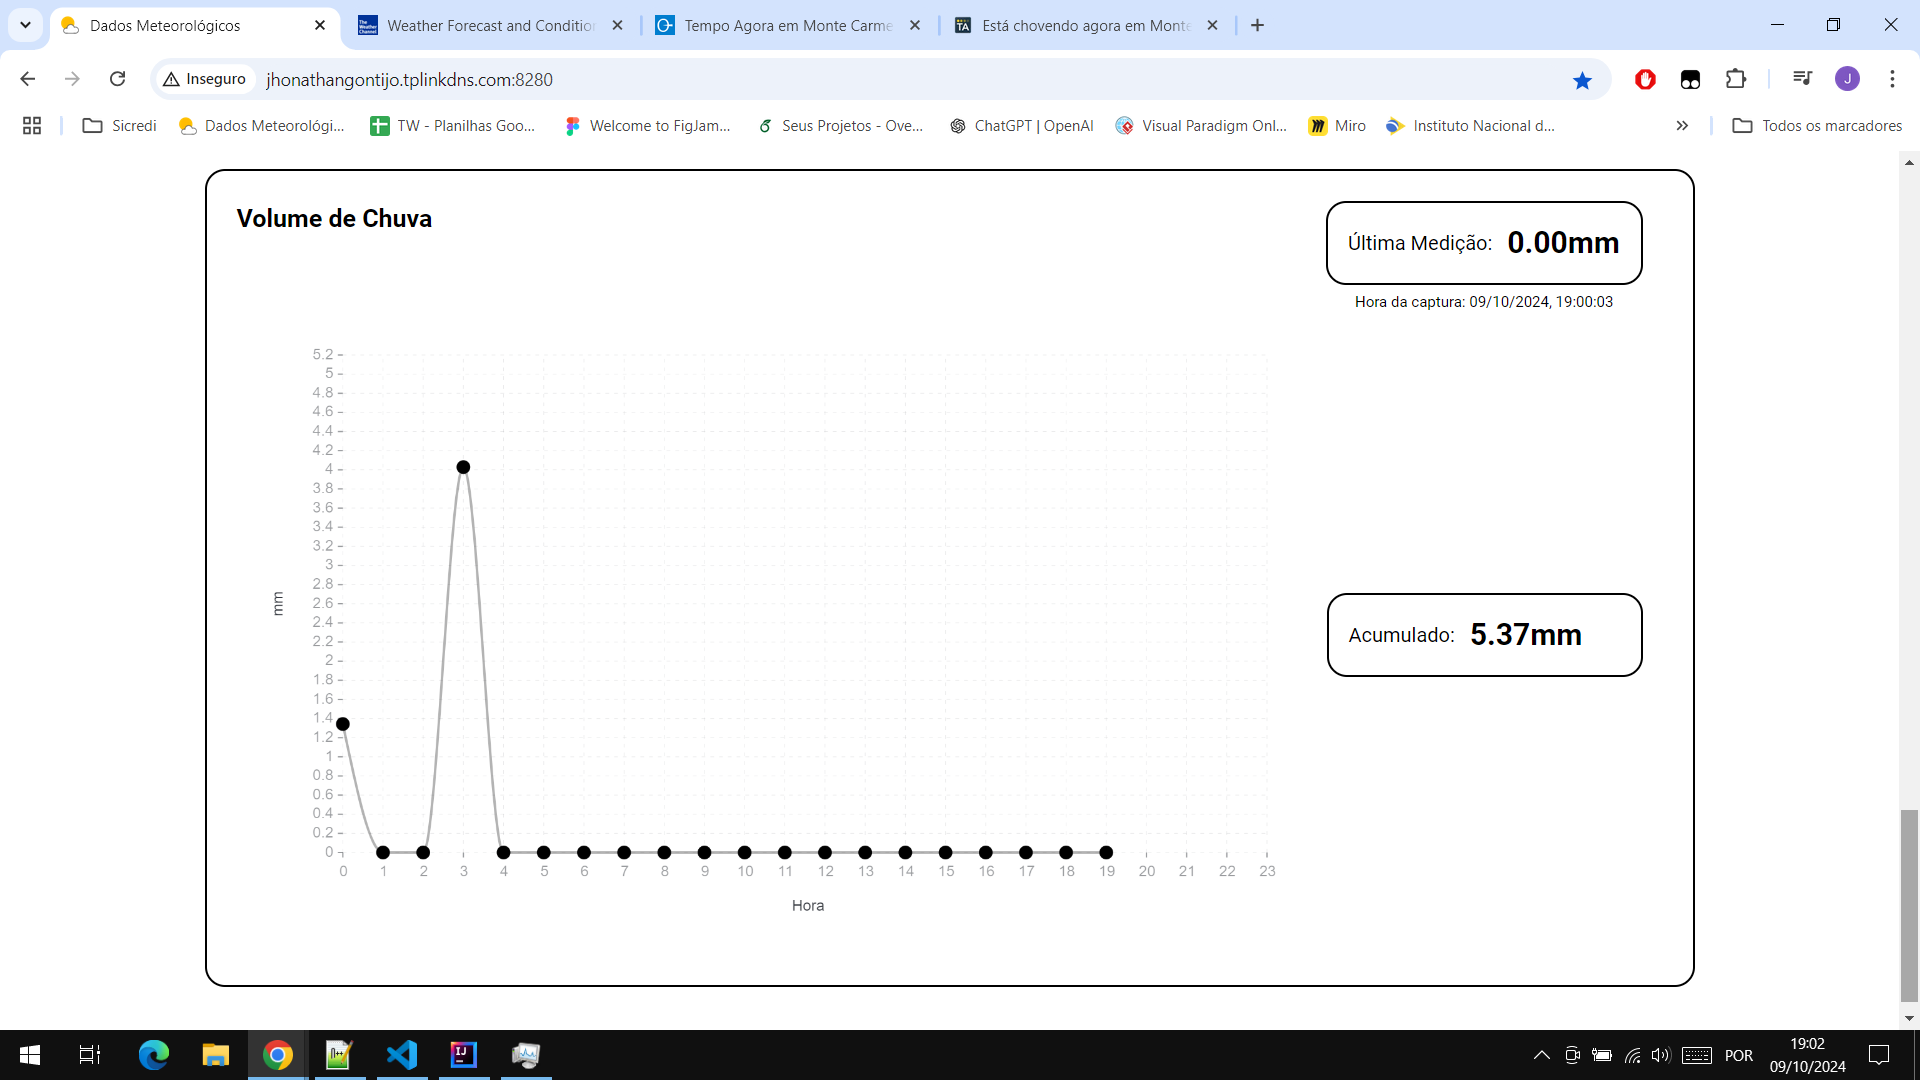 Dados Meteorológicos
Weather Forecast and Condition
Tempo Agora em Monte Carme
Está chovendo agora em Monte
Inseguro
jhonathangontijo.tplinkdns.com:8280
J
Sicredi
Dados Meteorológi...
TW - Planilhas Goo...
Welcome to FigJam...
Seus Projetos - Ove...
ChatGPT | OpenAI
Visual Paradigm Onl...
Miro
Instituto Nacional d...
Todos os marcadores
Volume de Chuva
Última Medição: 0.00mm
Hora da captura: 09/10/2024, 19:00:03
5.2
5
4.8
4.6
4.4
4.2
4
3.8
3.6
3.4
3.2
3
2.8
2.6
2.4
2.2
2
1.8
1.6
1.4
1.2
1
0.8
0.6
0.4
0.2
0
mm
0 1 2 3 4 5 6 7 8 9 10 11 12 13 14 15 16 17 18 19 20 21 22 23
Hora
Acumulado: 5.37mm
POR
19:02
09/10/2024